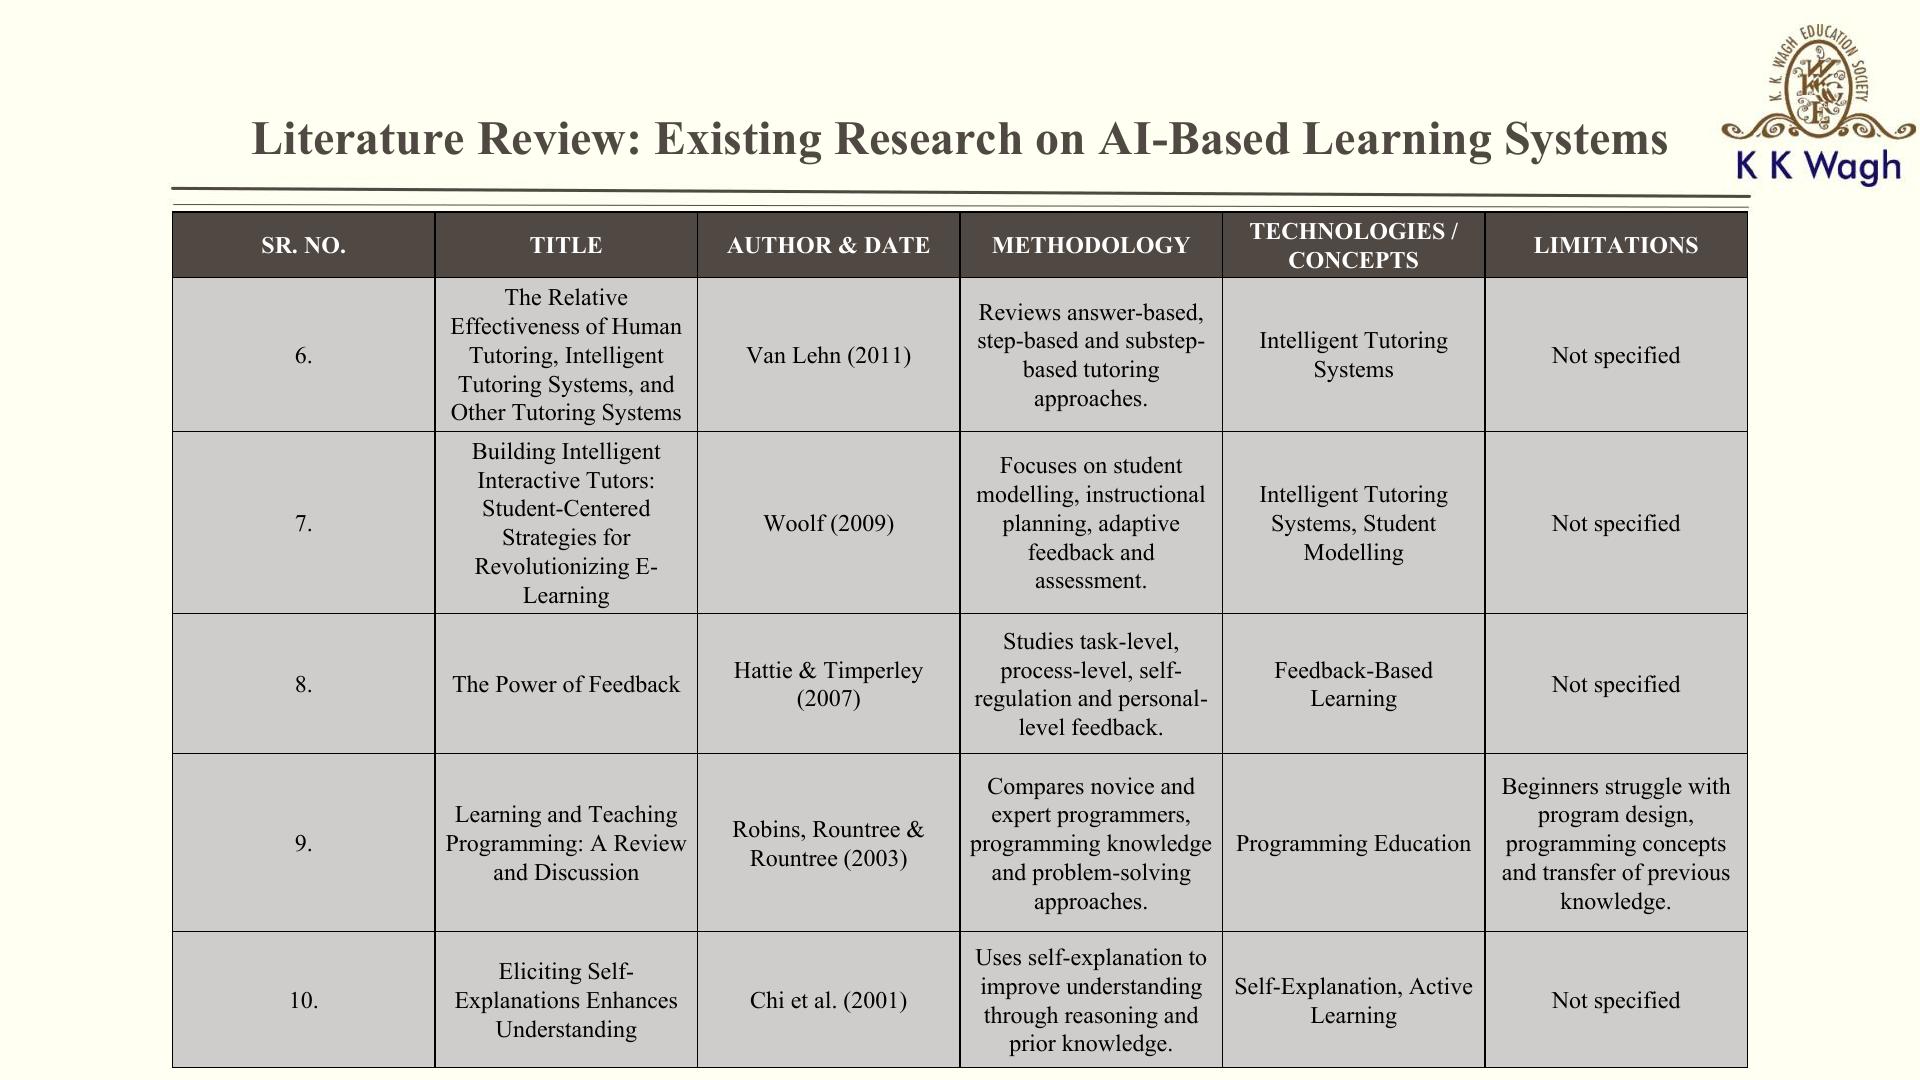 K. K. WAGH EDUCATION SOCIETY
K K Wagh
Literature Review: Existing Research on AI-Based Learning Systems
SR. NO.
TITLE
AUTHOR & DATE
METHODOLOGY
TECHNOLOGIES /
CONCEPTS
LIMITATIONS
6.
The Relative
Effectiveness of Human
Tutoring, Intelligent
Tutoring Systems, and
Other Tutoring Systems
Van Lehn (2011)
Reviews answer-based,
step-based and substep-
based tutoring
approaches.
Intelligent Tutoring
Systems
Not specified
7.
Building Intelligent
Interactive Tutors:
Student-Centered
Strategies for
Revolutionizing E-
Learning
Woolf (2009)
Focuses on student
modelling, instructional
planning, adaptive
feedback and
assessment.
Intelligent Tutoring
Systems, Student
Modelling
Not specified
8.
The Power of Feedback
Hattie & Timperley
(2007)
Studies task-level,
process-level, self-
regulation and personal-
level feedback.
Feedback-Based
Learning
Not specified
9.
Learning and Teaching
Programming: A Review
and Discussion
Robins, Rountree &
Rountree (2003)
Compares novice and
expert programmers,
programming knowledge
and problem-solving
approaches.
Programming Education
Beginners struggle with
program design,
programming concepts
and transfer of previous
knowledge.
10.
Eliciting Self-
Explanations Enhances
Understanding
Chi et al. (2001)
Uses self-explanation to
improve understanding
through reasoning and
prior knowledge.
Self-Explanation, Active
Learning
Not specified